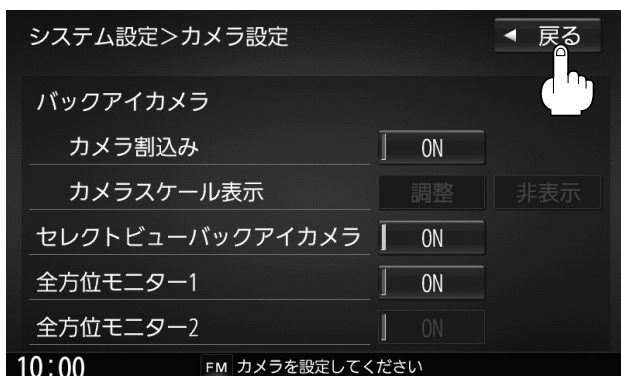 システム設定>カメラ設定
◀ 戻る
バックアイカメラ
カメラ割込み ON
カメラスケール表示 調整 非表示
セレクトビューバックアイカメラ ON
全方位モニター1 ON
全方位モニター2 ON
10:00 FM カメラを設定してください